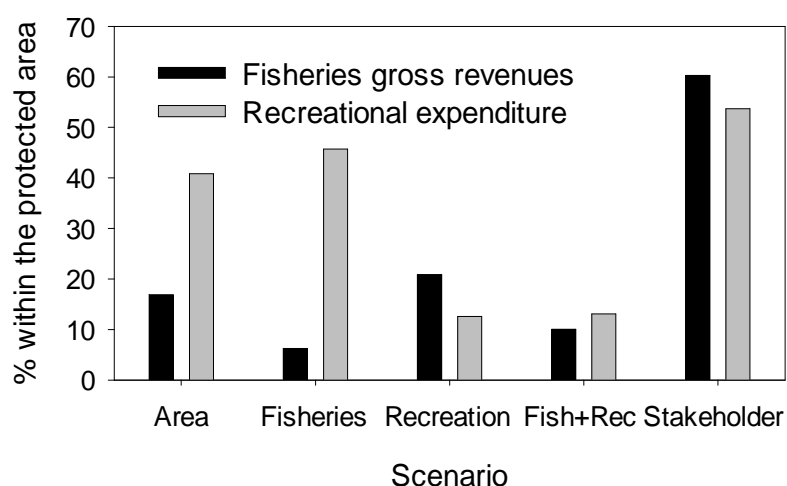 % within the protected area
70
60
50
40
30
20
10
0
Fisheries gross revenues
Recreational expenditure
Area
Fisheries
Recreation
Fish+Rec
Stakeholder
Scenario